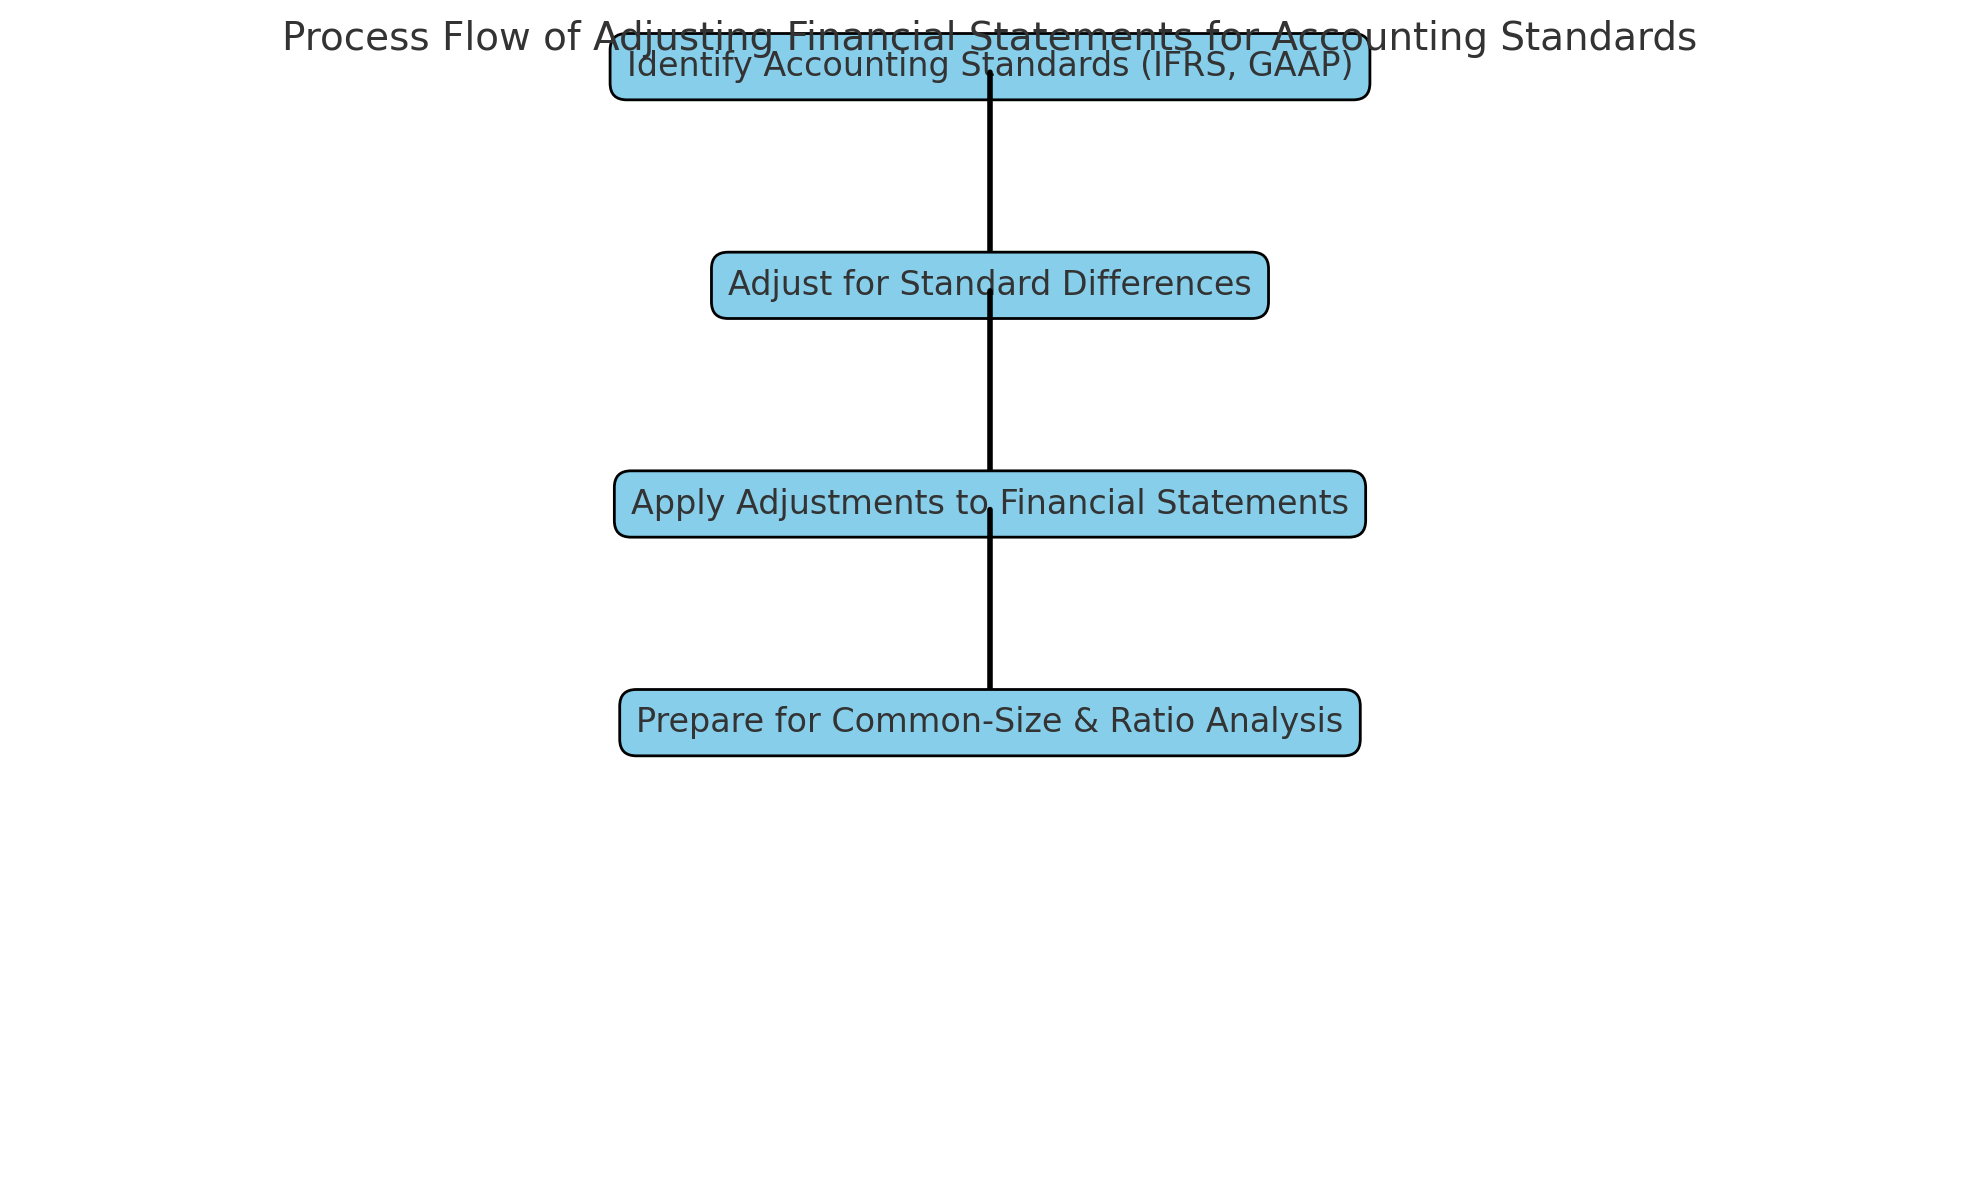 Process Flow of Adjusting Financial Statements for Accounting Standards
Identify Accounting Standards (IFRS, GAAP)
Adjust for Standard Differences
Apply Adjustments to Financial Statements
Prepare for Common-Size & Ratio Analysis